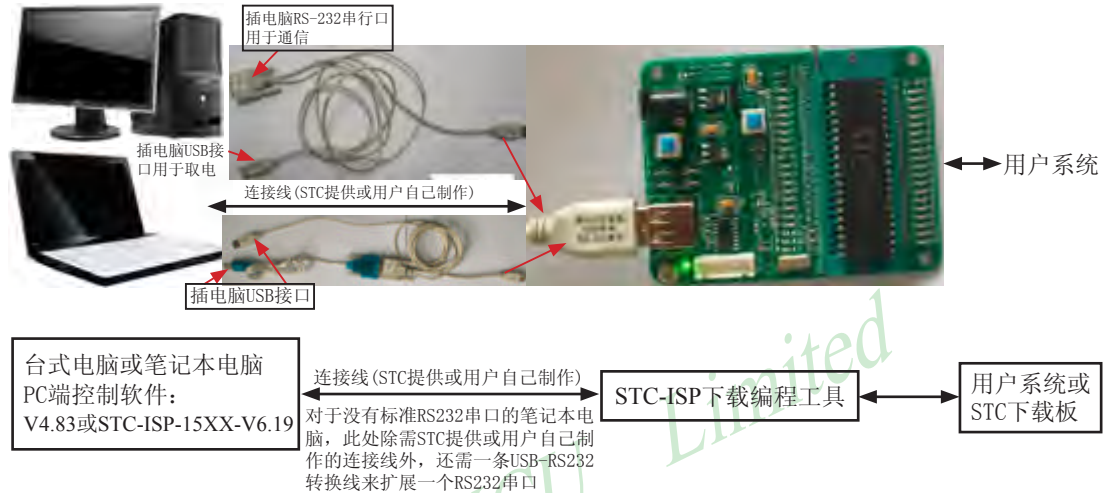 插电脑RS-232串行口
用于通信
插电脑USB接
口用于取电
连接线(STC提供或用户自己制作)
用户系统
插电脑USB接口
台式电脑或笔记本电脑
PC端控制软件：
V4.83或STC-ISP-15XX-V6.19
连接线(STC提供或用户自己制作)
对于没有标准RS232串口的笔记本电
脑，此处除需STC提供或用户自己制
作的连接线外，还需一条USB-RS232
转换线来扩展一个RS232串口
STC-ISP下载编程工具
用户系统或
STC下载板
Limited